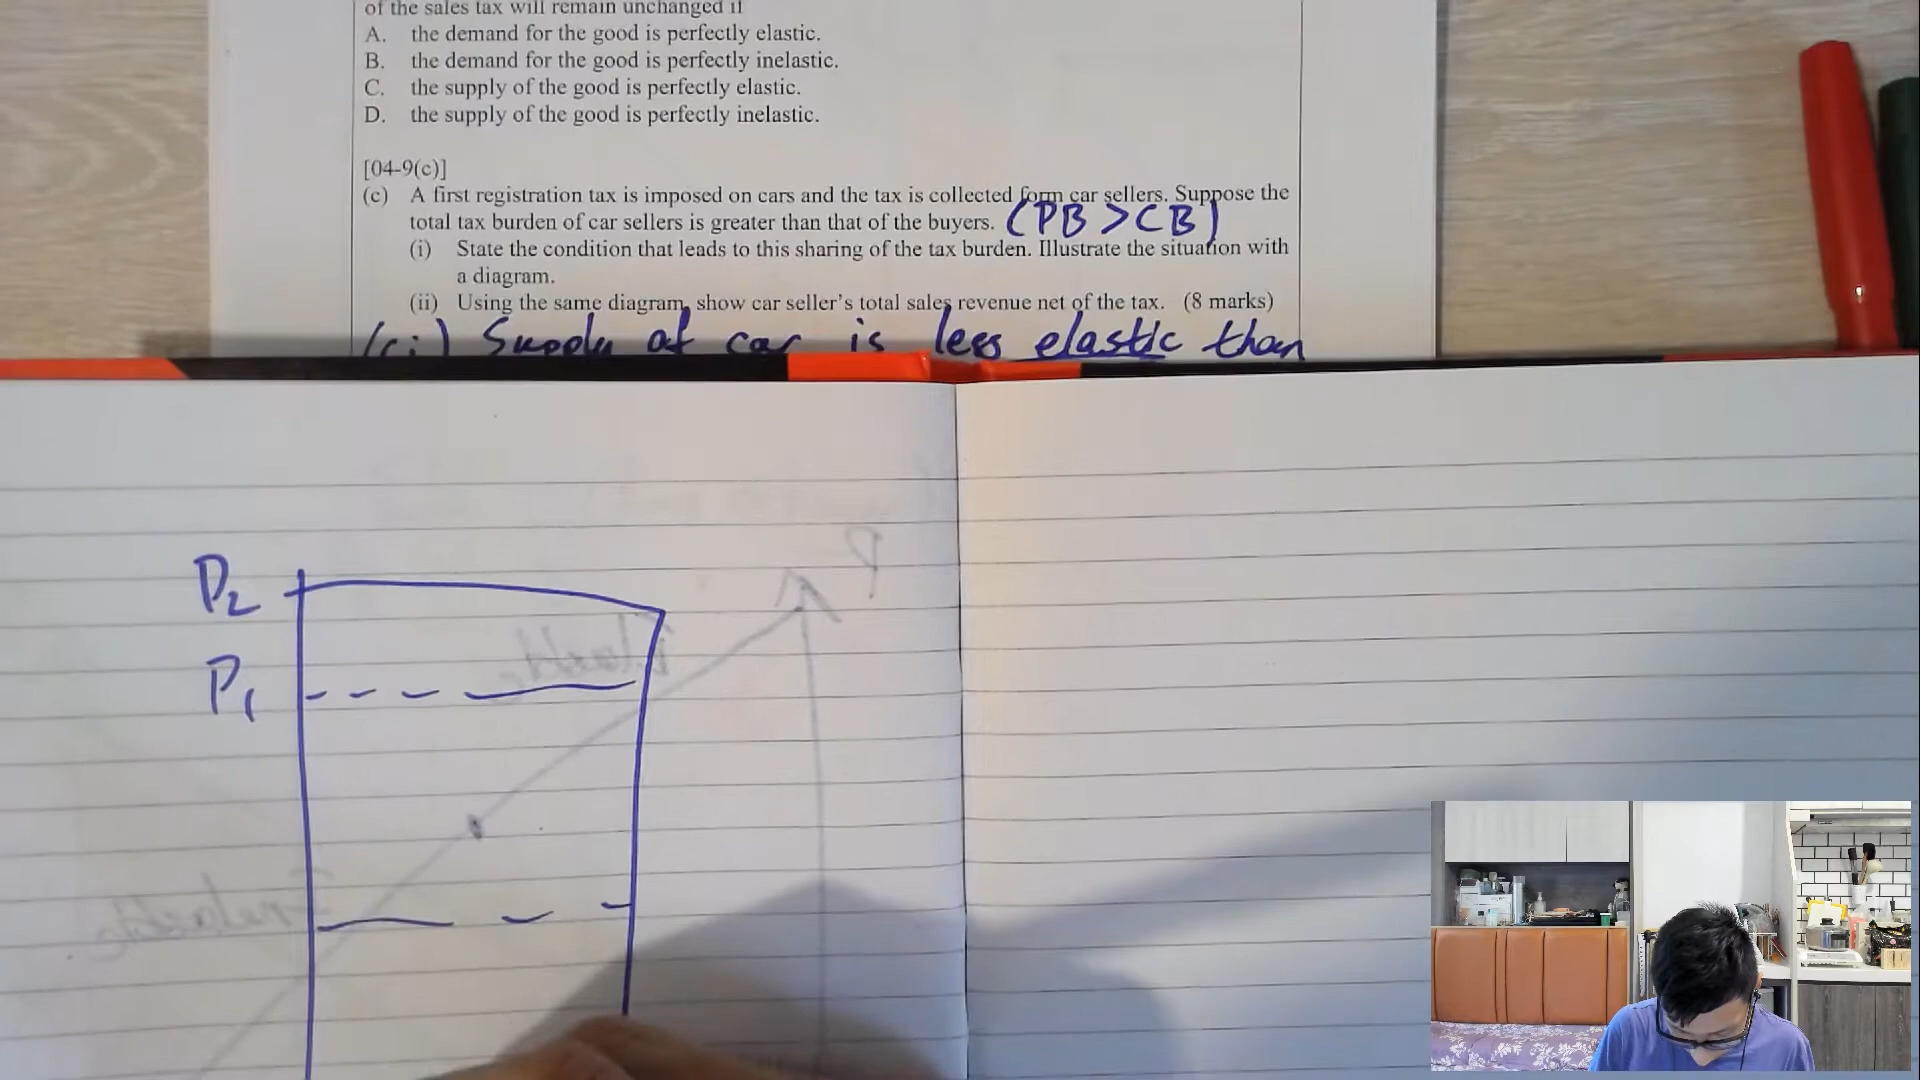 of the sales tax will remain unchanged if
A. the demand for the good is perfectly elastic.
B. the demand for the good is perfectly inelastic.
C. the supply of the good is perfectly elastic.
D. the supply of the good is perfectly inelastic.
[04-9(c)]
(c) A first registration tax is imposed on cars and the tax is collected form car sellers. Suppose the
total tax burden of car sellers is greater than that of the buyers. (PB > CB)
(i) State the condition that leads to this sharing of the tax burden. Illustrate the situation with
a diagram.
(ii) Using the same diagram, show car seller's total sales revenue net of the tax. (8 marks)
(ci) Supply of car is less elastic than
P2
P1